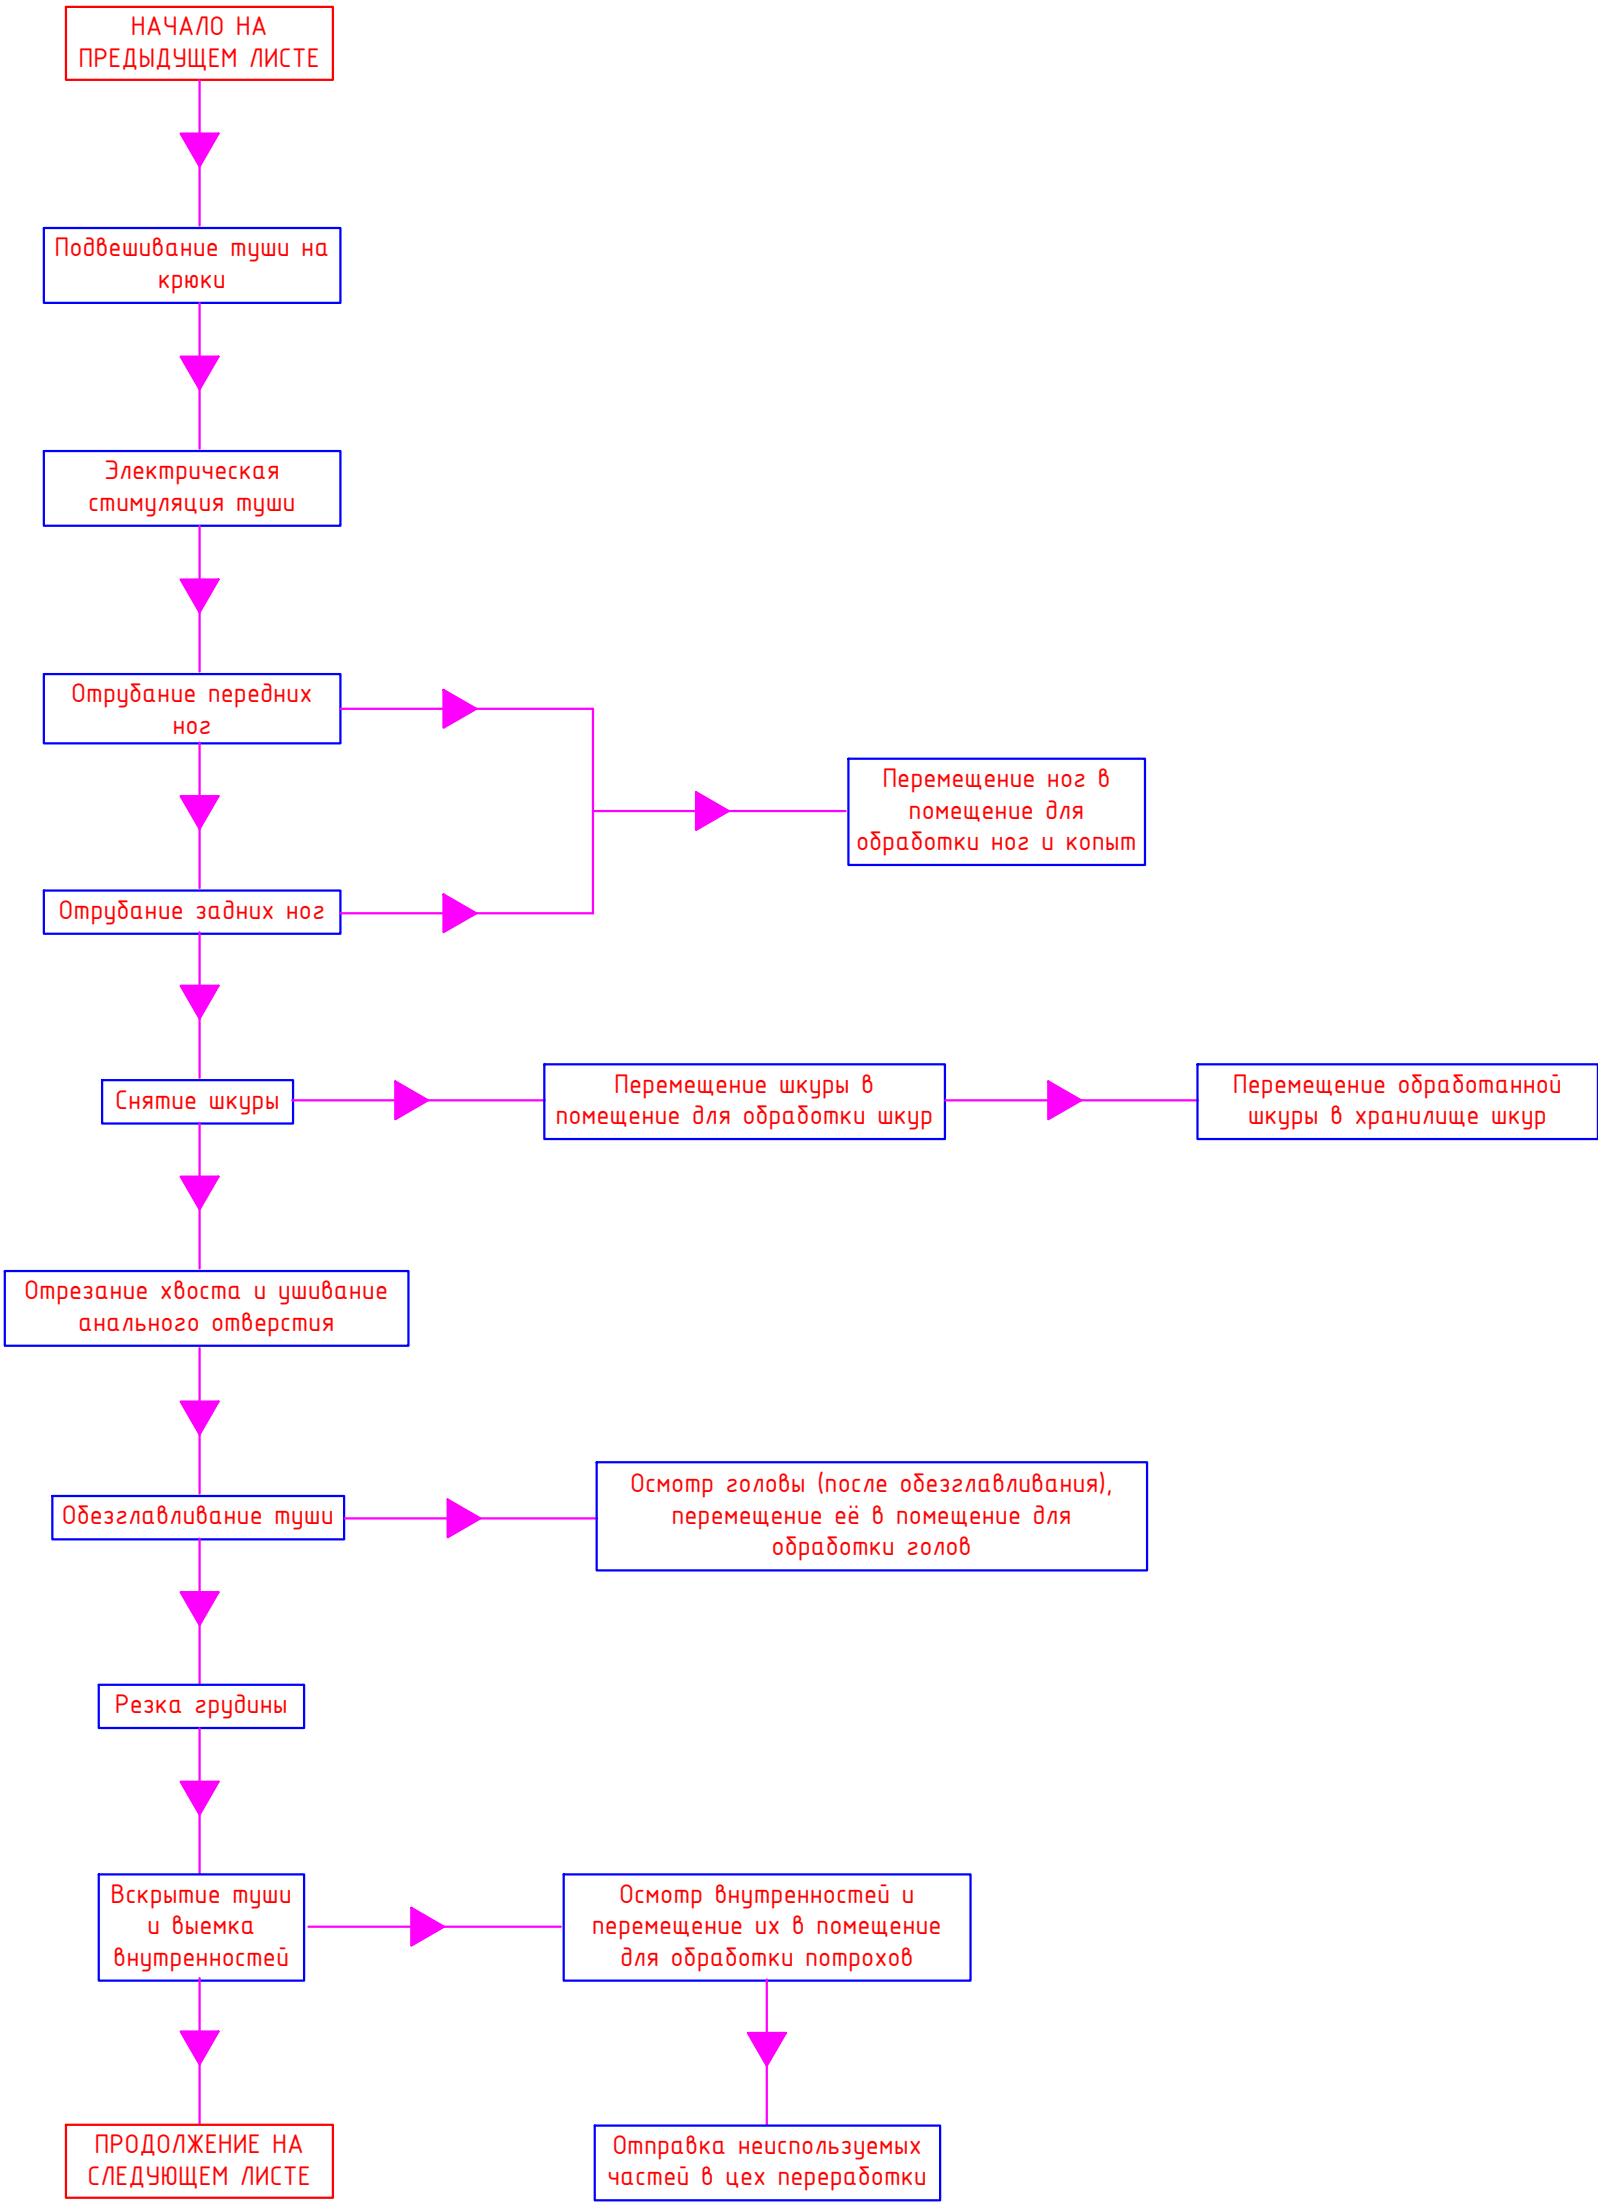 НАЧАЛО НА
ПРЕДЫДУЩЕМ ЛИСТЕ
Подвешивание туши на
крюки
Электрическая
стимуляция туши
Отрубание передних
ног
Перемещение ног в
помещение для
обработки ног и копыт
Отрубание задних ног
Снятие шкуры
Перемещение шкуры в
помещение для обработки шкур
Перемещение обработанной
шкуры в хранилище шкур
Отрезание хвоста и ушивание
анального отверстия
Обезглавливание туши
Осмотр головы (после обезглавливания),
перемещение её в помещение для
обработки голов
Резка грудины
Вскрытие туши
и выемка
внутренностей
Осмотр внутренностей и
перемещение их в помещение
для обработки потрохов
ПРОДОЛЖЕНИЕ НА
СЛЕДУЮЩЕМ ЛИСТЕ
Отправка неиспользуемых
частей в цех переработки